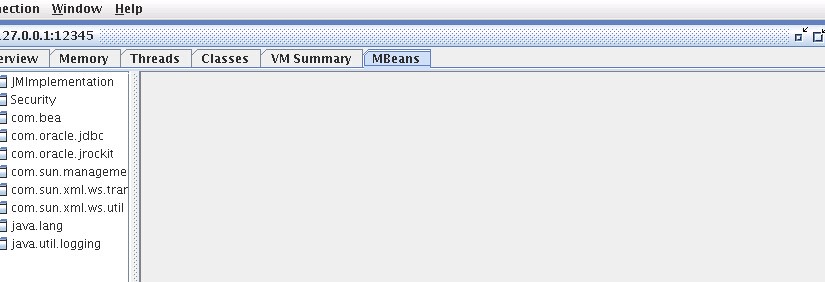 nection Window Help
.27.0.0.1:12345
erview Memory Threads Classes VM Summary MBeans
JMImplementation
Security
com.bea
com.oracle.jdbc
com.oracle.jrockit
com.sun.manageme
com.sun.xml.ws.tran
com.sun.xml.ws.util
java.lang
java.util.logging